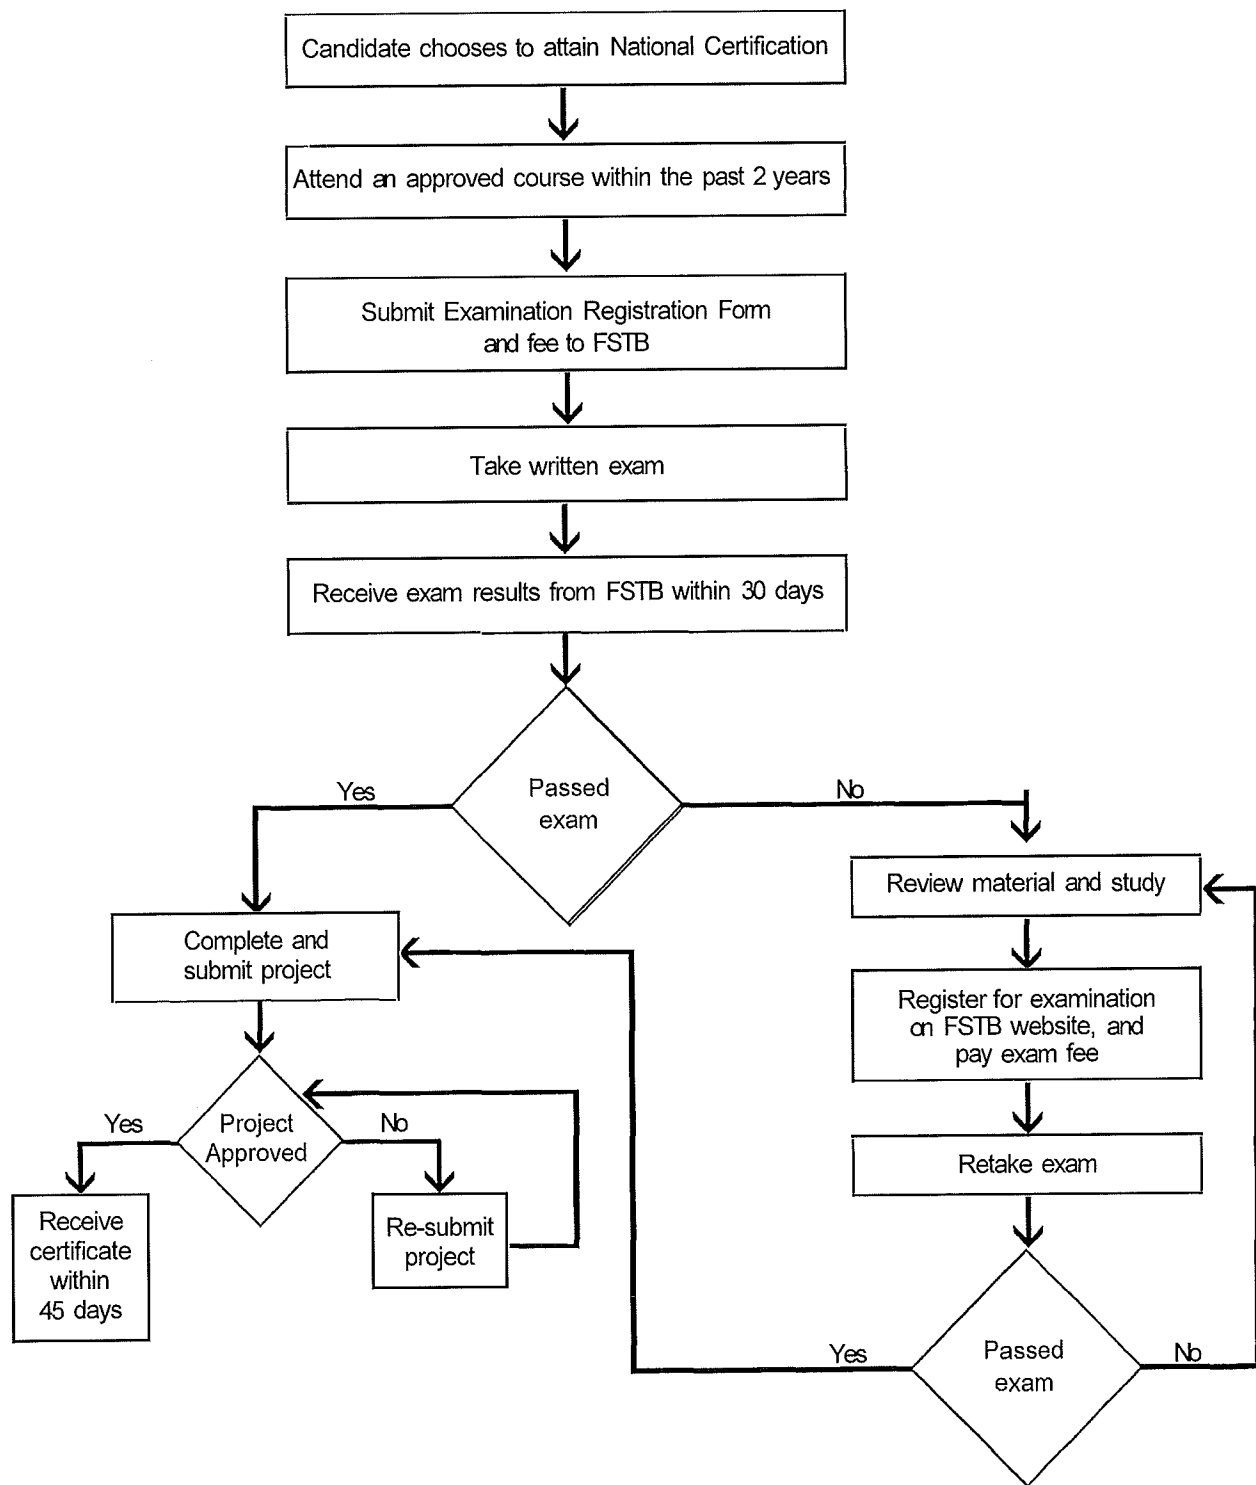 Candidate chooses to attain National Certification
Attend an approved course within the past 2 years
Submit Examination Registration Form
and fee to FSTB
Take written exam
Receive exam results from FSTB within 30 days
Passed
exam
Yes
No
Complete and
submit project
Project
Approved
Yes
No
Receive
certificate
within
45 days
Re-submit
project
Review material and study
Register for examination
on FSTB website, and
pay exam fee
Retake exam
Passed
exam
Yes
No